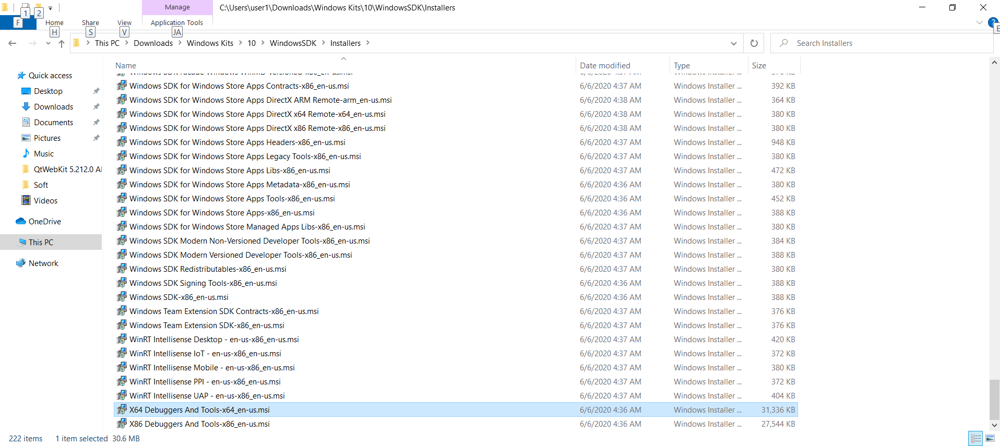 Manage
C:\Users\user1\Downloads\Windows Kits\10\WindowsSDK\Installers
1
2
F
Home
Share
View
Application Tools
?
H
S
V
JA
E
This PC
Downloads
Windows Kits
10
WindowsSDK
Installers
Search Installers
Name
Date modified
Type
Size
Quick access
Desktop
Downloads
Documents
Pictures
Music
QtWebKit 5.212.0 Al
Soft
Videos
OneDrive
This PC
Network
Windows SDK for Windows Store Apps Contracts-x86_en-us.msi 6/6/2020 4:37 AM Windows Installer ... 392 KB
Windows SDK for Windows Store Apps DirectX ARM Remote-arm_en-us.msi 6/6/2020 4:38 AM Windows Installer ... 364 KB
Windows SDK for Windows Store Apps DirectX x64 Remote-x64_en-us.msi 6/6/2020 4:38 AM Windows Installer ... 380 KB
Windows SDK for Windows Store Apps DirectX x86 Remote-x86_en-us.msi 6/6/2020 4:38 AM Windows Installer ... 380 KB
Windows SDK for Windows Store Apps Headers-x86_en-us.msi 6/6/2020 4:37 AM Windows Installer ... 948 KB
Windows SDK for Windows Store Apps Legacy Tools-x86_en-us.msi 6/6/2020 4:37 AM Windows Installer ... 380 KB
Windows SDK for Windows Store Apps Libs-x86_en-us.msi 6/6/2020 4:37 AM Windows Installer ... 472 KB
Windows SDK for Windows Store Apps Metadata-x86_en-us.msi 6/6/2020 4:36 AM Windows Installer ... 380 KB
Windows SDK for Windows Store Apps Tools-x86_en-us.msi 6/6/2020 4:36 AM Windows Installer ... 452 KB
Windows SDK for Windows Store Apps-x86_en-us.msi 6/6/2020 4:36 AM Windows Installer ... 388 KB
Windows SDK for Windows Store Managed Apps Libs-x86_en-us.msi 6/6/2020 4:37 AM Windows Installer ... 380 KB
Windows SDK Modern Non-Versioned Developer Tools-x86_en-us.msi 6/6/2020 4:37 AM Windows Installer ... 384 KB
Windows SDK Modern Versioned Developer Tools-x86_en-us.msi 6/6/2020 4:37 AM Windows Installer ... 388 KB
Windows SDK Redistributables-x86_en-us.msi 6/6/2020 4:37 AM Windows Installer ... 380 KB
Windows SDK Signing Tools-x86_en-us.msi 6/6/2020 4:36 AM Windows Installer ... 388 KB
Windows SDK-x86_en-us.msi 6/6/2020 4:36 AM Windows Installer ... 388 KB
Windows Team Extension SDK Contracts-x86_en-us.msi 6/6/2020 4:37 AM Windows Installer ... 376 KB
Windows Team Extension SDK-x86_en-us.msi 6/6/2020 4:37 AM Windows Installer ... 376 KB
WinRT Intellisense Desktop - en-us-x86_en-us.msi 6/6/2020 4:37 AM Windows Installer ... 420 KB
WinRT Intellisense IoT - en-us-x86_en-us.msi 6/6/2020 4:37 AM Windows Installer ... 372 KB
WinRT Intellisense Mobile - en-us-x86_en-us.msi 6/6/2020 4:37 AM Windows Installer ... 380 KB
WinRT Intellisense PPI - en-us-x86_en-us.msi 6/6/2020 4:37 AM Windows Installer ... 372 KB
WinRT Intellisense UAP - en-us-x86_en-us.msi 6/6/2020 4:37 AM Windows Installer ... 404 KB
X64 Debuggers And Tools-x64_en-us.msi 6/6/2020 4:36 AM Windows Installer ... 31,336 KB
X86 Debuggers And Tools-x86_en-us.msi 6/6/2020 4:36 AM Windows Installer ... 27,544 KB
222 items 1 item selected 30.6 MB